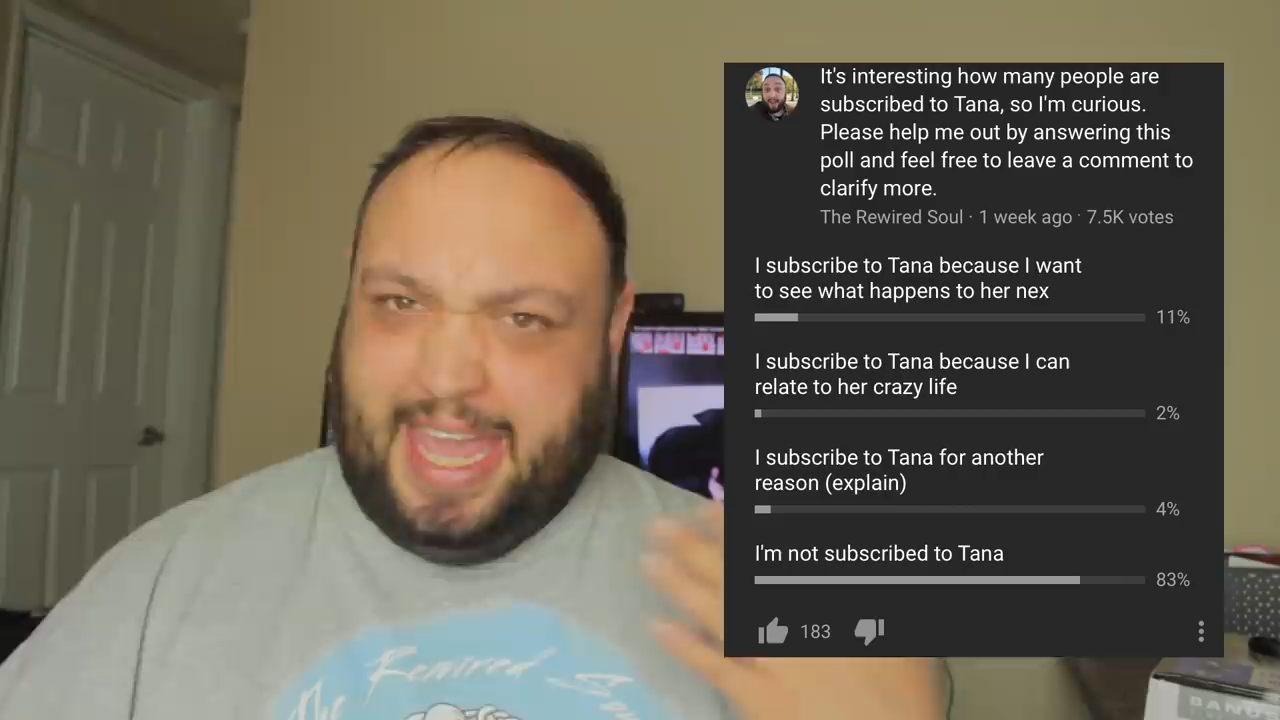 It's interesting how many people are
subscribed to Tana, so I'm curious.
Please help me out by answering this
poll and feel free to leave a comment to
clarify more.
The Rewired Soul · 1 week ago · 7.5K votes
I subscribe to Tana because I want
to see what happens to her nex
11%
I subscribe to Tana because I can
relate to her crazy life
2%
I subscribe to Tana for another
reason (explain)
4%
I'm not subscribed to Tana
83%
183
The Rewired Soul